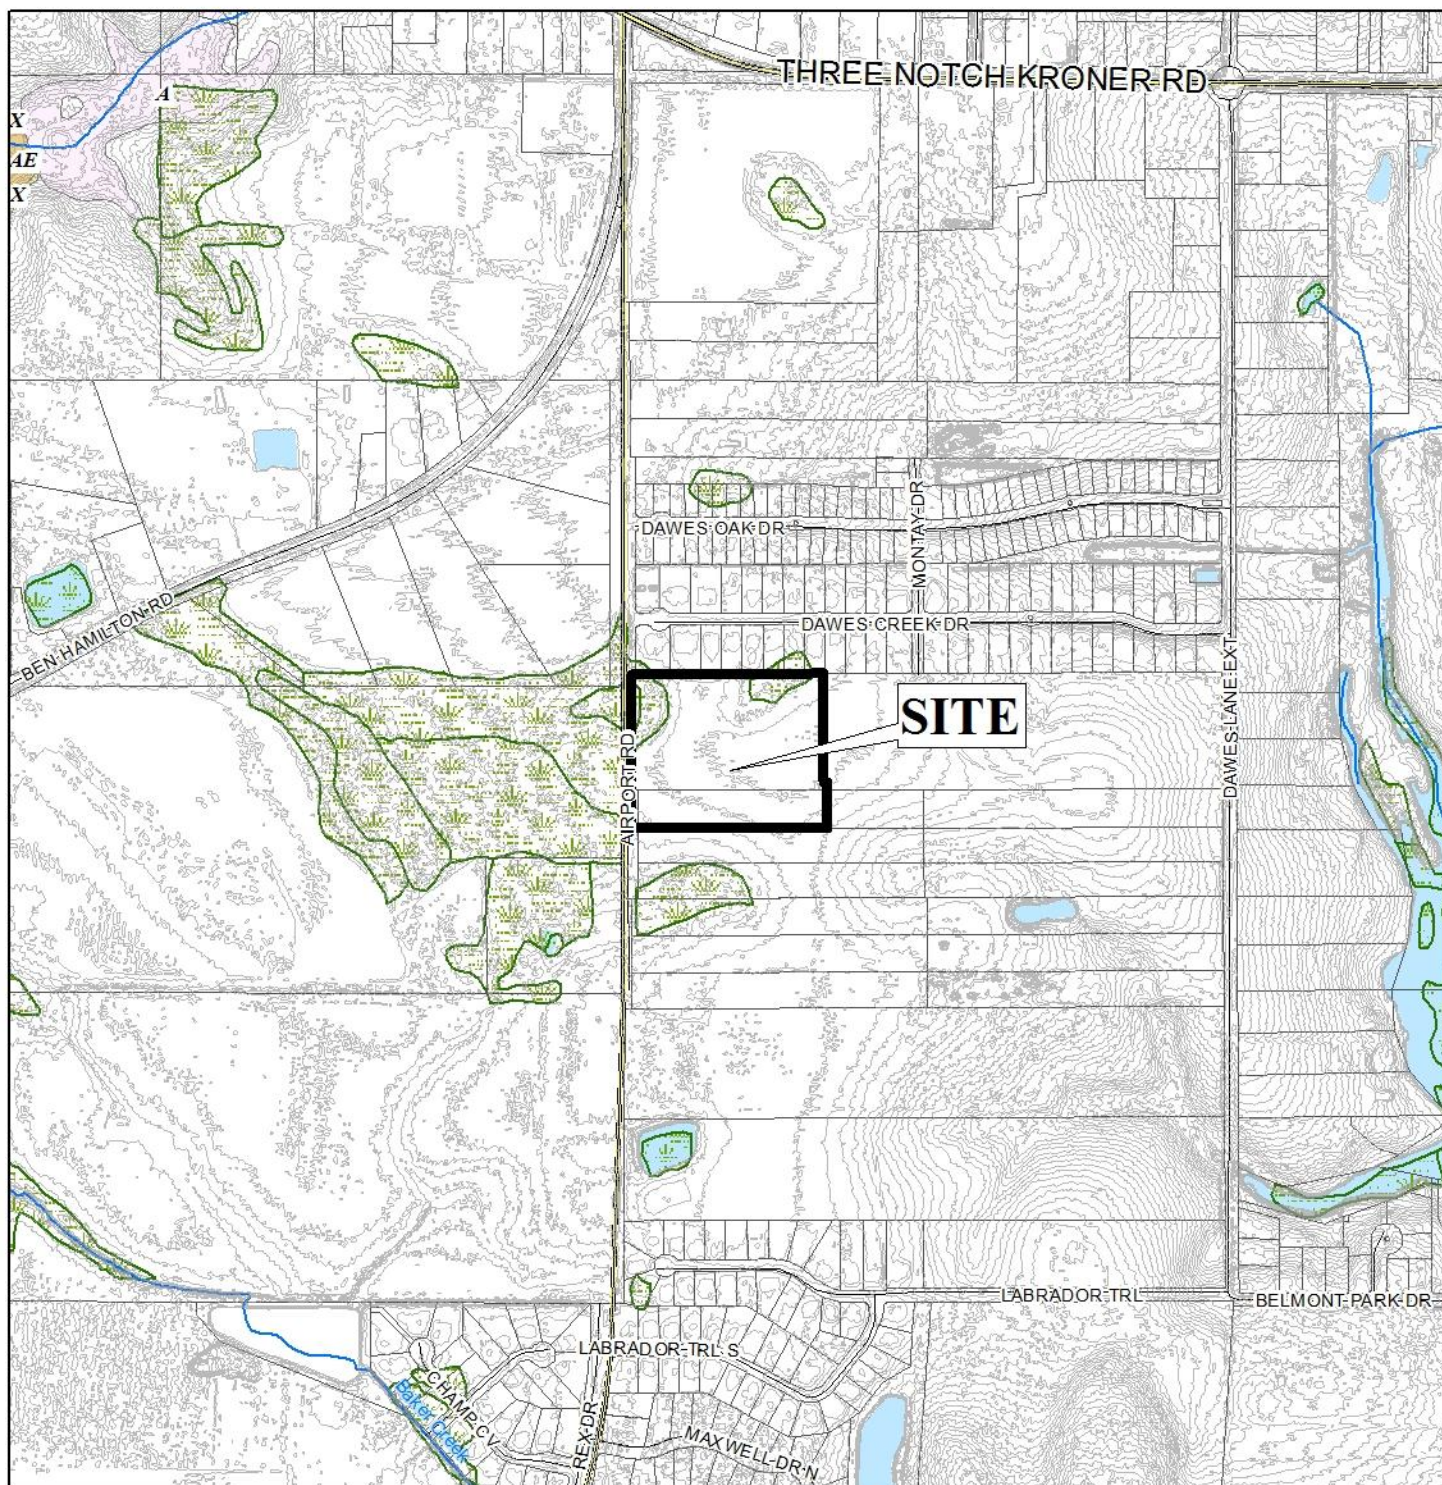 THREE NOTCH KRONER RD
A
X
AE
X
DAWES OAK DR
MONTAY DR
BEN HAMILTON RD
DAWES CREEK DR
DAWES LANE EXT
SITE
AIRPORT RD
LABRADOR TRL
BELMONT PARK DR
LABRADOR TRL S
CHAMP CV
Baker Creek
REX DR
MAXWELL DR N